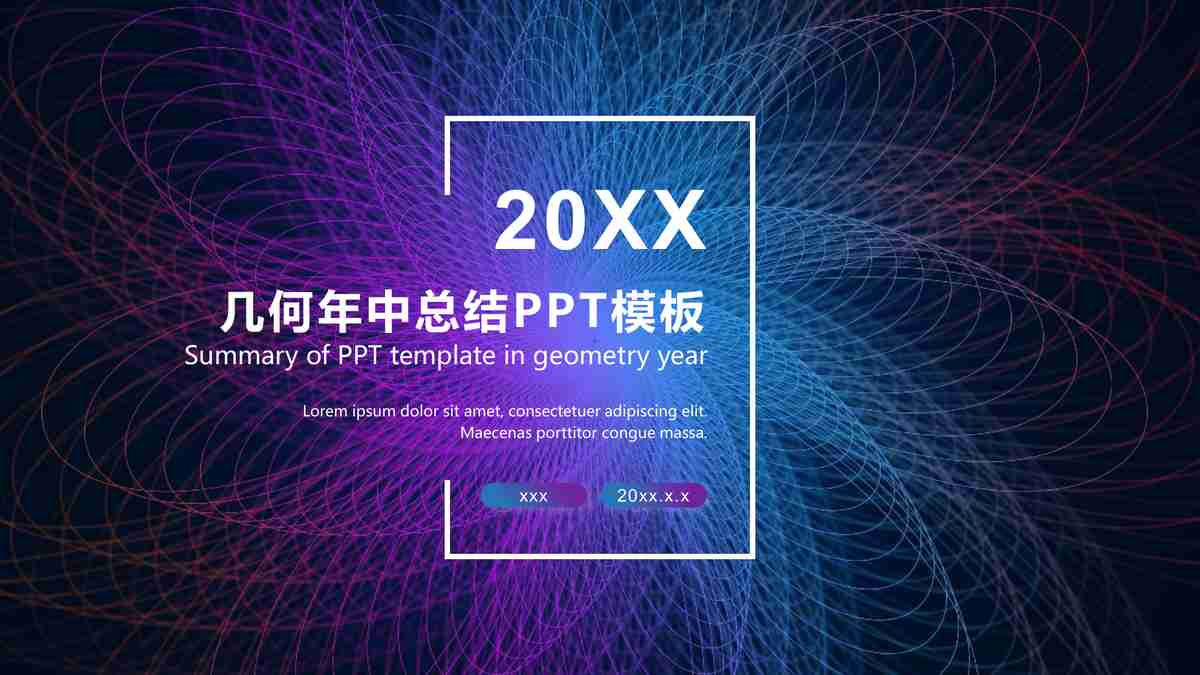 20XX
几何年中总结PPT模板
Summary of PPT template in geometry year
Lorem ipsum dolor sit amet, consectetuer adipiscing elit.
Maecenas porttitor congue massa.
xxx
20xx.x.x